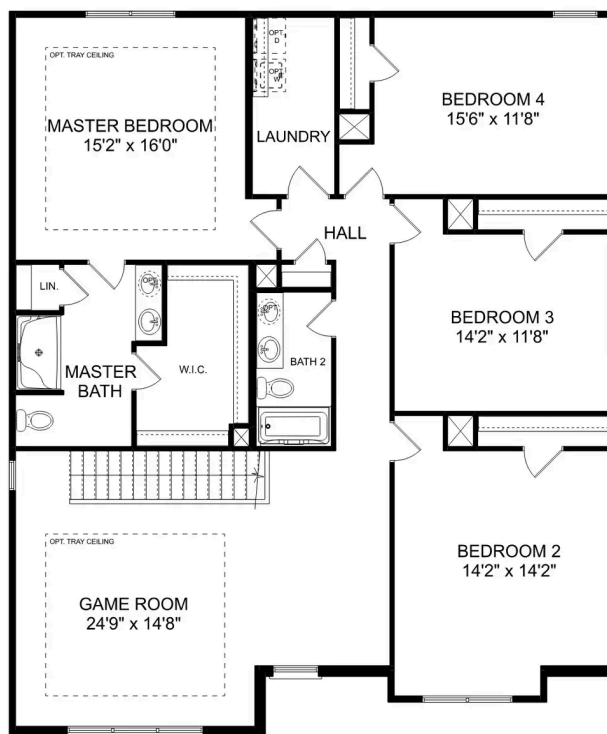 OPT. TRAY CEILING
MASTER BEDROOM
15'2" x 16'0"
OPT.
D
OPT.
W
LAUNDRY
BEDROOM 4
15'6" x 11'8"
HALL
LIN.
OPT.
MASTER
BATH
W.I.C.
OPT.
BATH 2
BEDROOM 3
14'2" x 11'8"
OPT. TRAY CEILING
GAME ROOM
24'9" x 14'8"
BEDROOM 2
14'2" x 14'2"